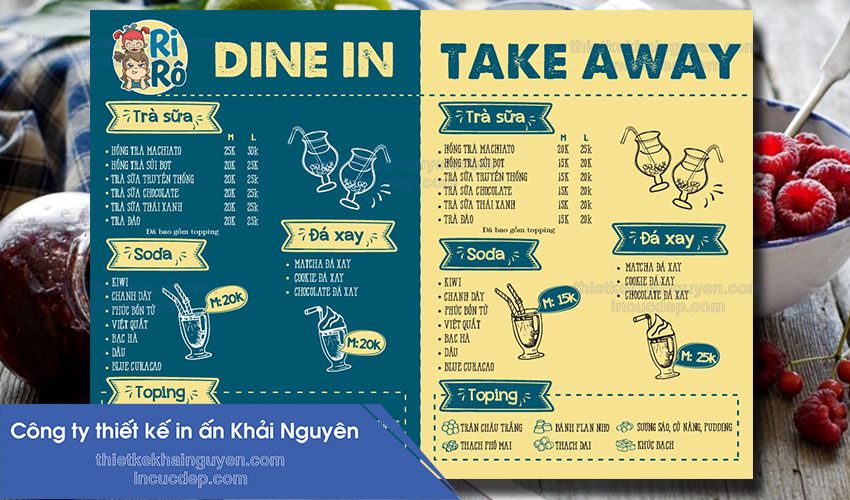 Ri
Rô
DINE IN
Trà sữa
M L
HỒNG TRÀ MACCHIATO 25K 30k
HỒNG TRÀ SỦI BỌT 20K 25k
TRÀ SỮA TRUYỀN THỐNG 20K 25k
TRÀ SỮA CHOCOLATE 20K 25k
TRÀ SỮA THÁI XANH 20K 25k
TRÀ ĐÀO 20K 25k
Đã bao gồm topping
Soda
KIWI
CHANH DÂY
PHÚC BỒN TỬ
VIỆT QUẤT
BẠC HÀ
DÂU
BLUE CURACAO
M: 20K
Đá xay
MATCHA ĐÁ XAY
COOKIE ĐÁ XAY
CHOCOLATE ĐÁ XAY
M:20K
Toping
TAKE AWAY
Trà sữa
M L
HỒNG TRÀ MACCHIATO 20K 25k
HỒNG TRÀ SỦI BỌT 15K 20k
TRÀ SỮA TRUYỀN THỐNG 15K 20k
TRÀ SỮA CHOCOLATE 15K 20k
TRÀ SỮA THÁI XANH 15K 20k
TRÀ ĐÀO 15K 20k
Đã bao gồm topping
Soda
KIWI
CHANH DÂY
PHÚC BỒN TỬ
VIỆT QUẤT
BẠC HÀ
DÂU
BLUE CURACAO
M: 15K
Đá xay
MATCHA ĐÁ XAY
COOKIE ĐÁ XAY
CHOCOLATE ĐÁ XAY
M: 25K
Toping
TRÂN CHÂU TRẮNG BÁNH FLAN NHO SƯƠNG SÁO, CỦ NĂNG, PUDDING
THẠCH PHÔ MAI THẠCH DAI KHÚC BẠCH
Công ty thiết kế in ấn Khải Nguyên
thietkekhainguyen.com
incucdep.com
thietkekhainguyen.com
incucdep.com